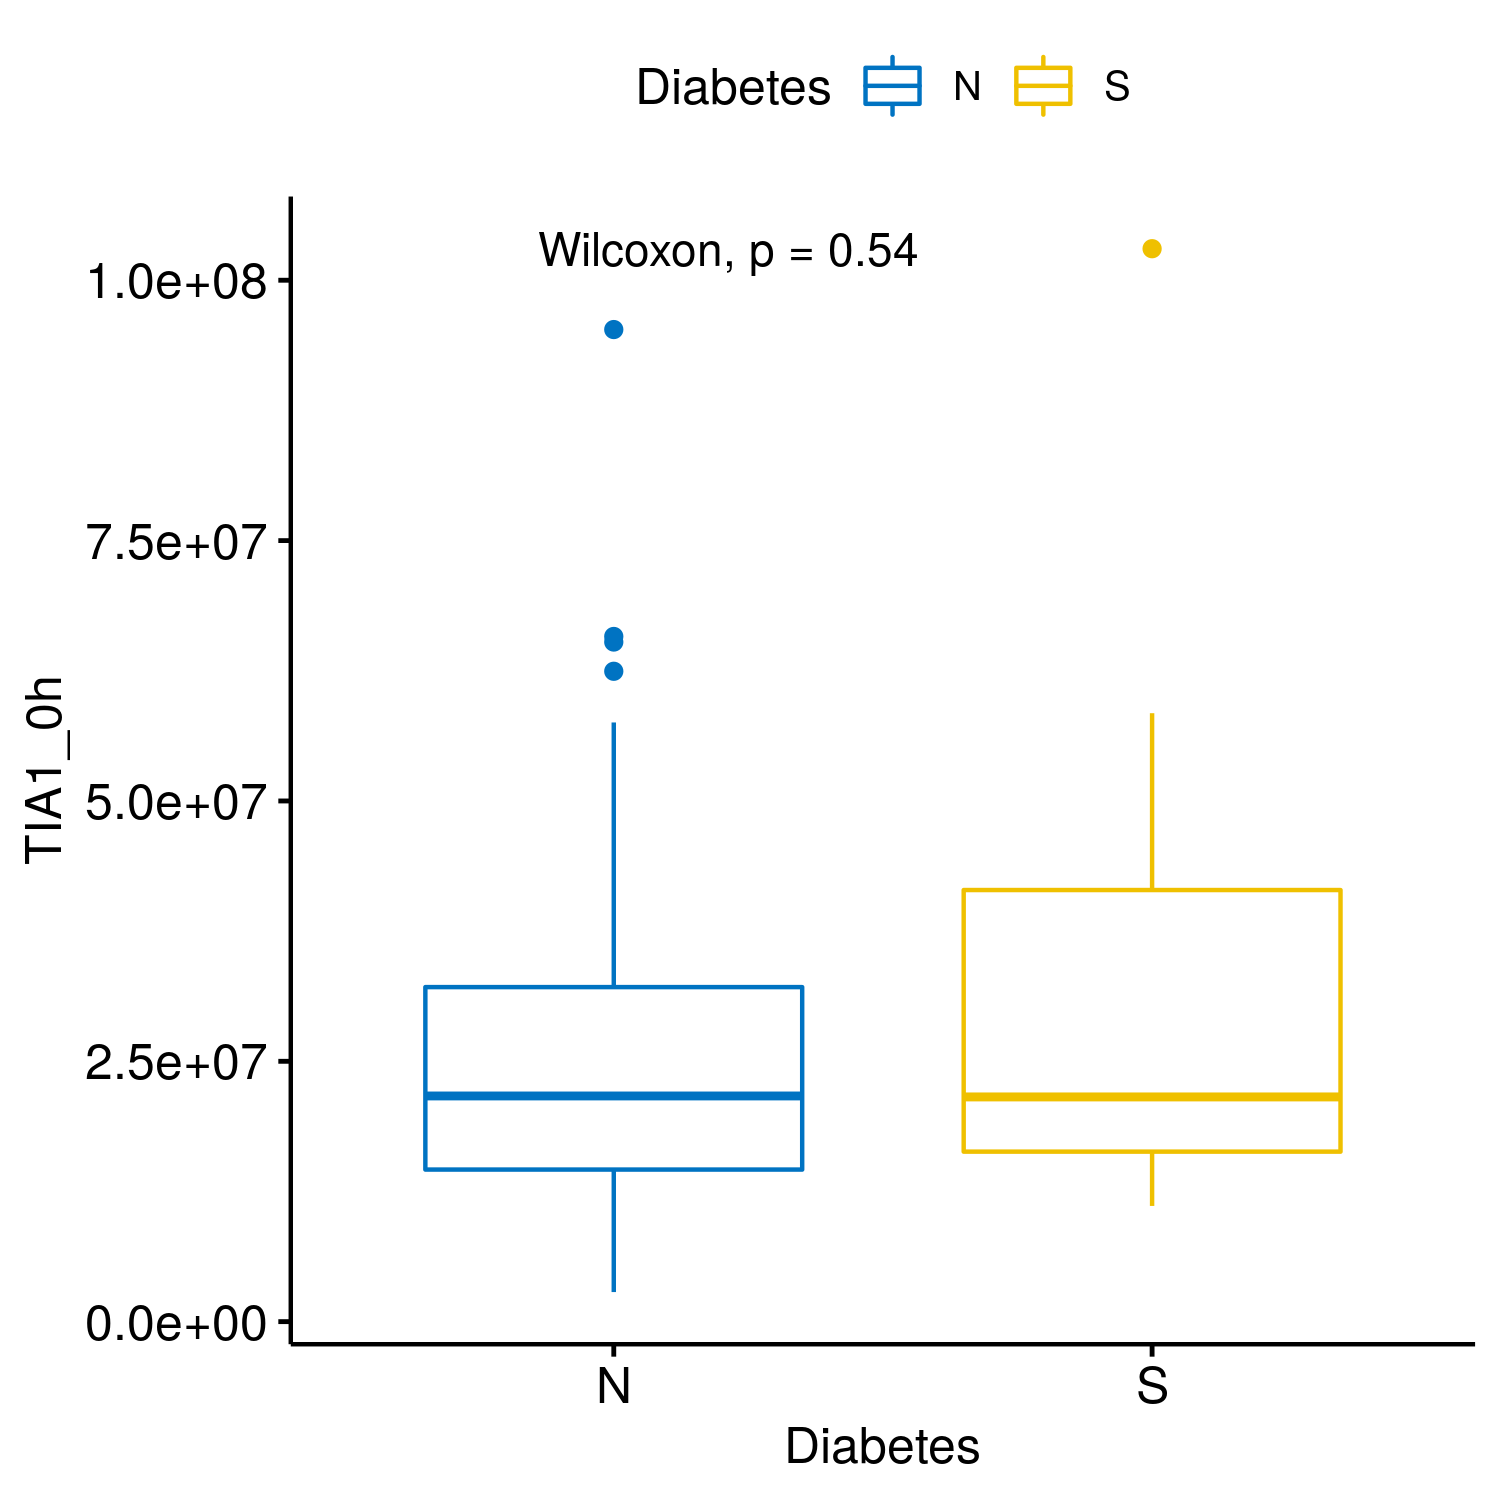 Diabetes N S
Wilcoxon, p = 0.54
1.0e+08
7.5e+07
5.0e+07
2.5e+07
0.0e+00
TIA1_0h
N S
Diabetes